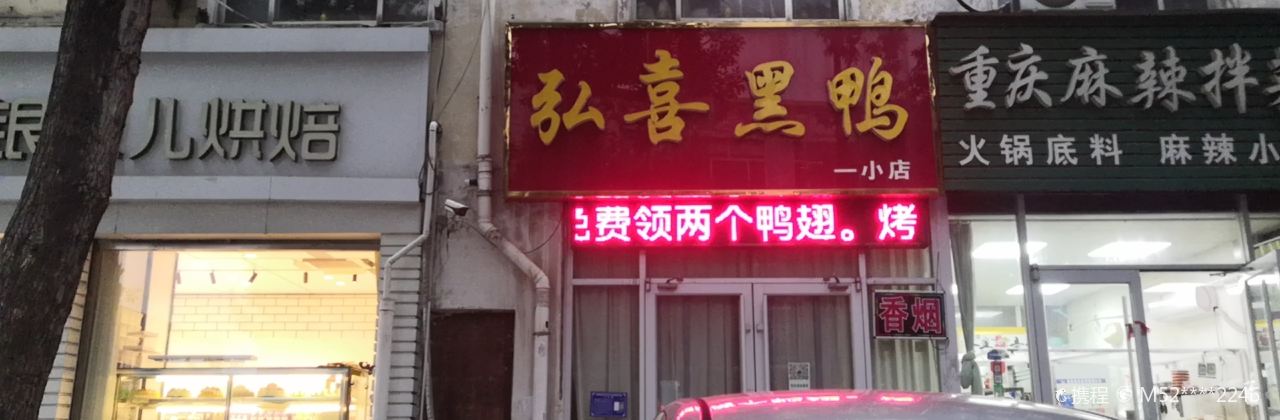 银
儿烘焙
弘喜黑鸭
一小店
费领两个鸭翅。烤
香烟
重庆麻辣拌
火锅底料 麻辣小
携程 M52****2246